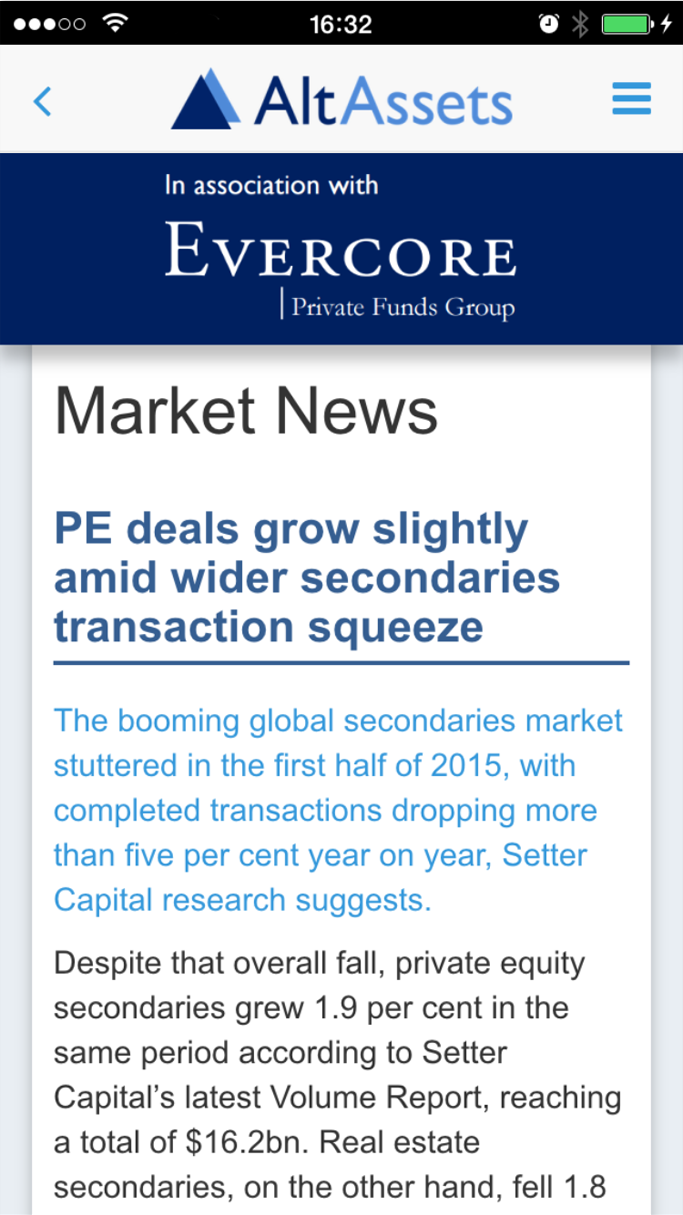 16:32
AltAssets
In association with
EVERCORE
Private Funds Group
Market News
PE deals grow slightly
amid wider secondaries
transaction squeeze
The booming global secondaries market
stuttered in the first half of 2015, with
completed transactions dropping more
than five per cent year on year, Setter
Capital research suggests.
Despite that overall fall, private equity
secondaries grew 1.9 per cent in the
same period according to Setter
Capital’s latest Volume Report, reaching
a total of $16.2bn. Real estate
secondaries, on the other hand, fell 1.8